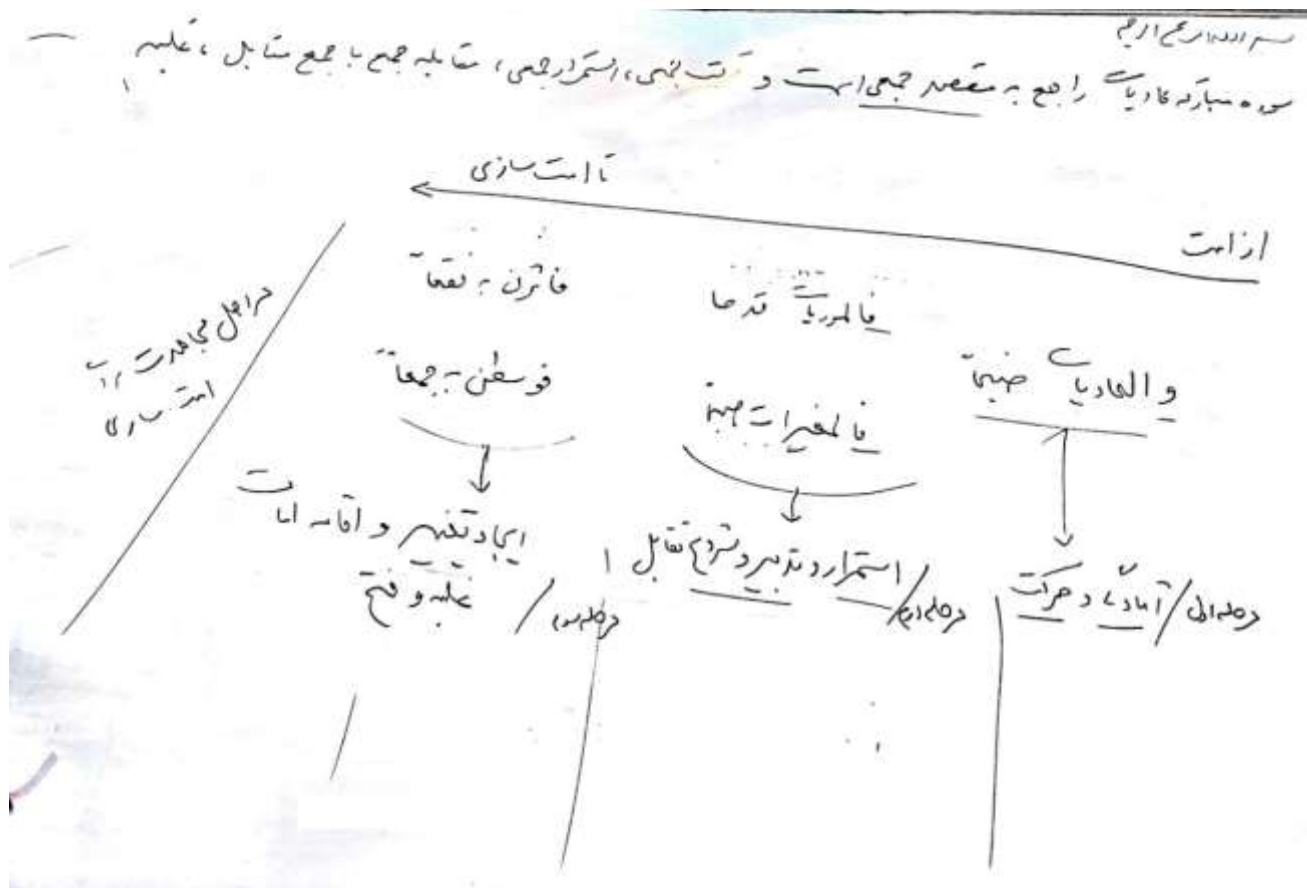 بسم الله الرحمن الرحیم
سوره مبارکه عادیات راجع به مقصد جمعی است و حرکت جمعی، استمرار جمعی، مقابله جمع با جمع مقابل، غلبه
از امت
تا امت سازی
والعادیات ضبحا
فالموریات قدحا
فالمغیرات صبحا
فاثرن به نقعا
فوسطن به جمعا
مراحل مجاهدت برای
امت سازی
مرحله اول / آمادگی و حرکت
مرحله دوم / استمرار و تدبیر و شروع تقابل
مرحله سوم / ایجاد تغییر و اقامه امت
غلبه و فتح